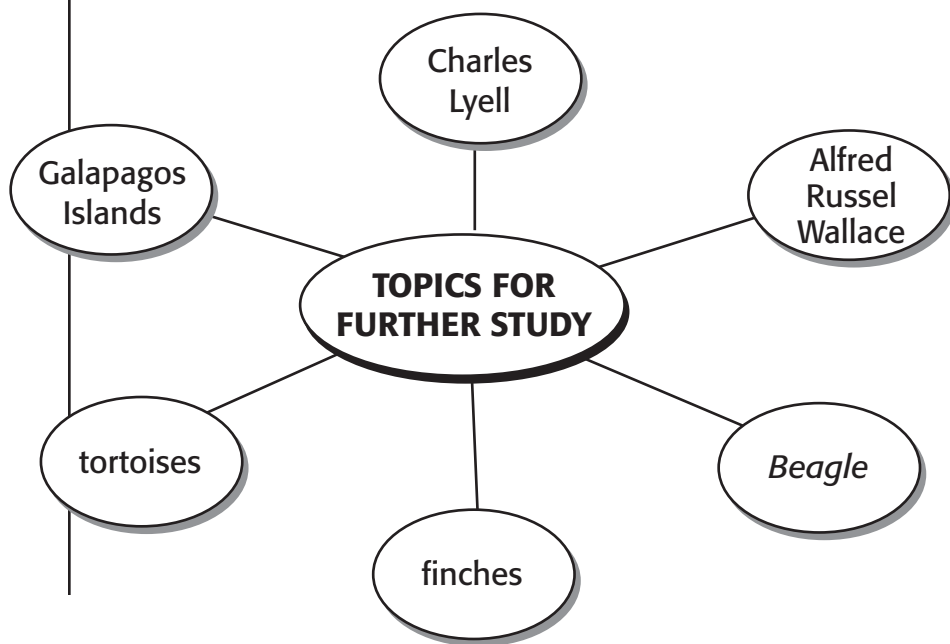 Charles
Lyell
Galapagos
Islands
Alfred
Russel
Wallace
TOPICS FOR
FURTHER STUDY
tortoises
Beagle
finches